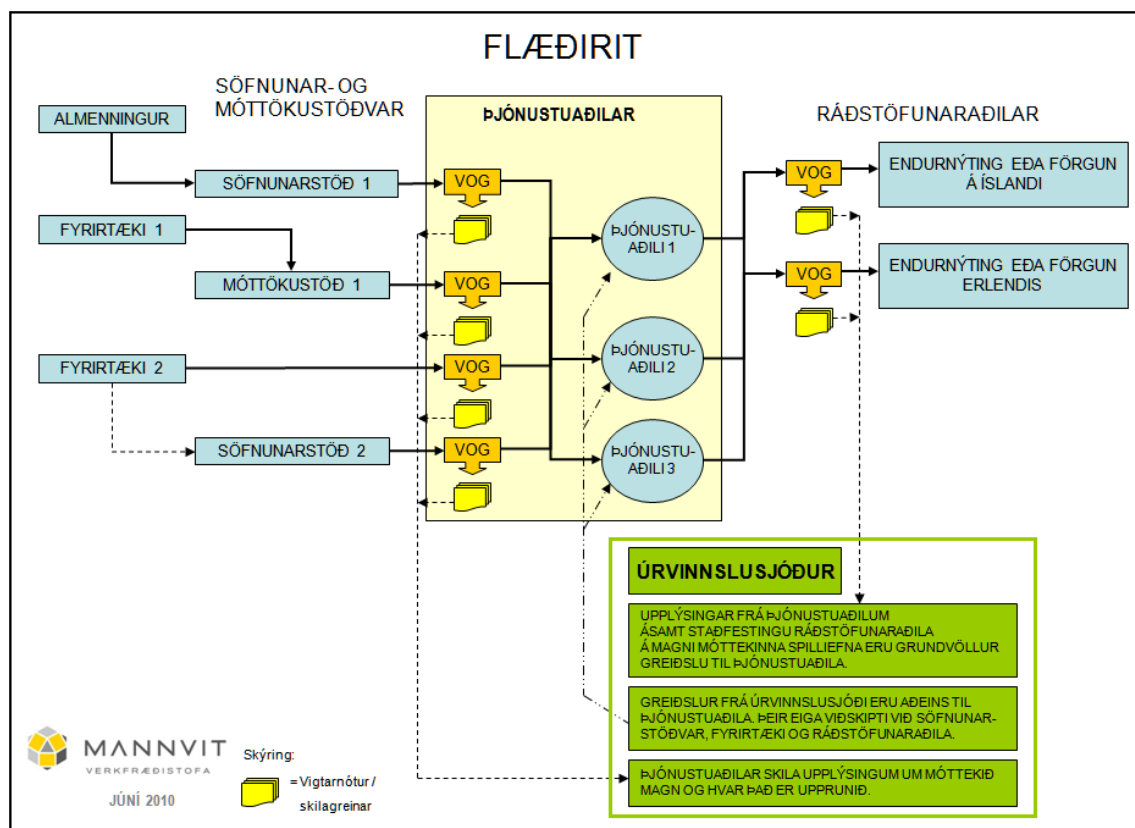 FLÆÐIRIT
SÖFNUNAR- OG
MÓTTÖKUSTÖÐVAR
ÞJÓNUSTUAÐILAR
RÁÐSTÖFUNARAÐILAR
ALMENNINGUR
SÖFNUNARSTÖÐ 1
VOG
VOG
ENDURNÝTING EÐA FÖRGUN
Á ÍSLANDI
FYRIRTÆKI 1
ÞJÓNUSTU-
AÐILI 1
MÓTTÖKUSTÖÐ 1
VOG
VOG
ENDURNÝTING EÐA FÖRGUN
ERLENDIS
FYRIRTÆKI 2
VOG
ÞJÓNUSTU-
AÐILI 2
SÖFNUNARSTÖÐ 2
VOG
ÞJÓNUSTU-
AÐILI 3
ÚRVINNSLUSJÓÐUR
UPPLÝSINGAR FRÁ ÞJÓNUSTUAÐILUM
ÁSAMT STAÐFESTINGU RÁÐSTÖFUNARAÐILA
Á MAGNI MÓTTEKINNA SPILLIEFNA ERU GRUNDVÖLLUR
GREIÐSLU TIL ÞJÓNUSTUAÐILA.
GREIÐSLUR FRÁ ÚRVINNSLUSJÓÐI ERU AÐEINS TIL
ÞJÓNUSTUAÐILA. ÞEIR EIGA VIÐSKIPTI VIÐ SÖFNUNAR-
STÖÐVAR, FYRIRTÆKI OG RÁÐSTÖFUNARAÐILA.
ÞJÓNUSTUAÐILAR SKILA UPPLÝSINGUM UM MÓTTEKIÐ
MAGN OG HVAR ÞAÐ ER UPPRUNIÐ.
MANNVIT
VERKFRÆÐISTOFA
JÚNÍ 2010
Skýring:
= Vigtarnótur /
skilagreinar